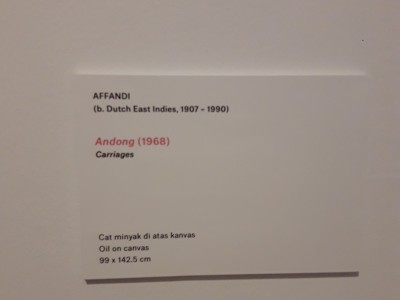 AFFANDI
(b. Dutch East Indies, 1907 - 1990)
Andong (1968)
Carriages
Cat minyak di atas kanvas
Oil on canvas
99 x 142.5 cm